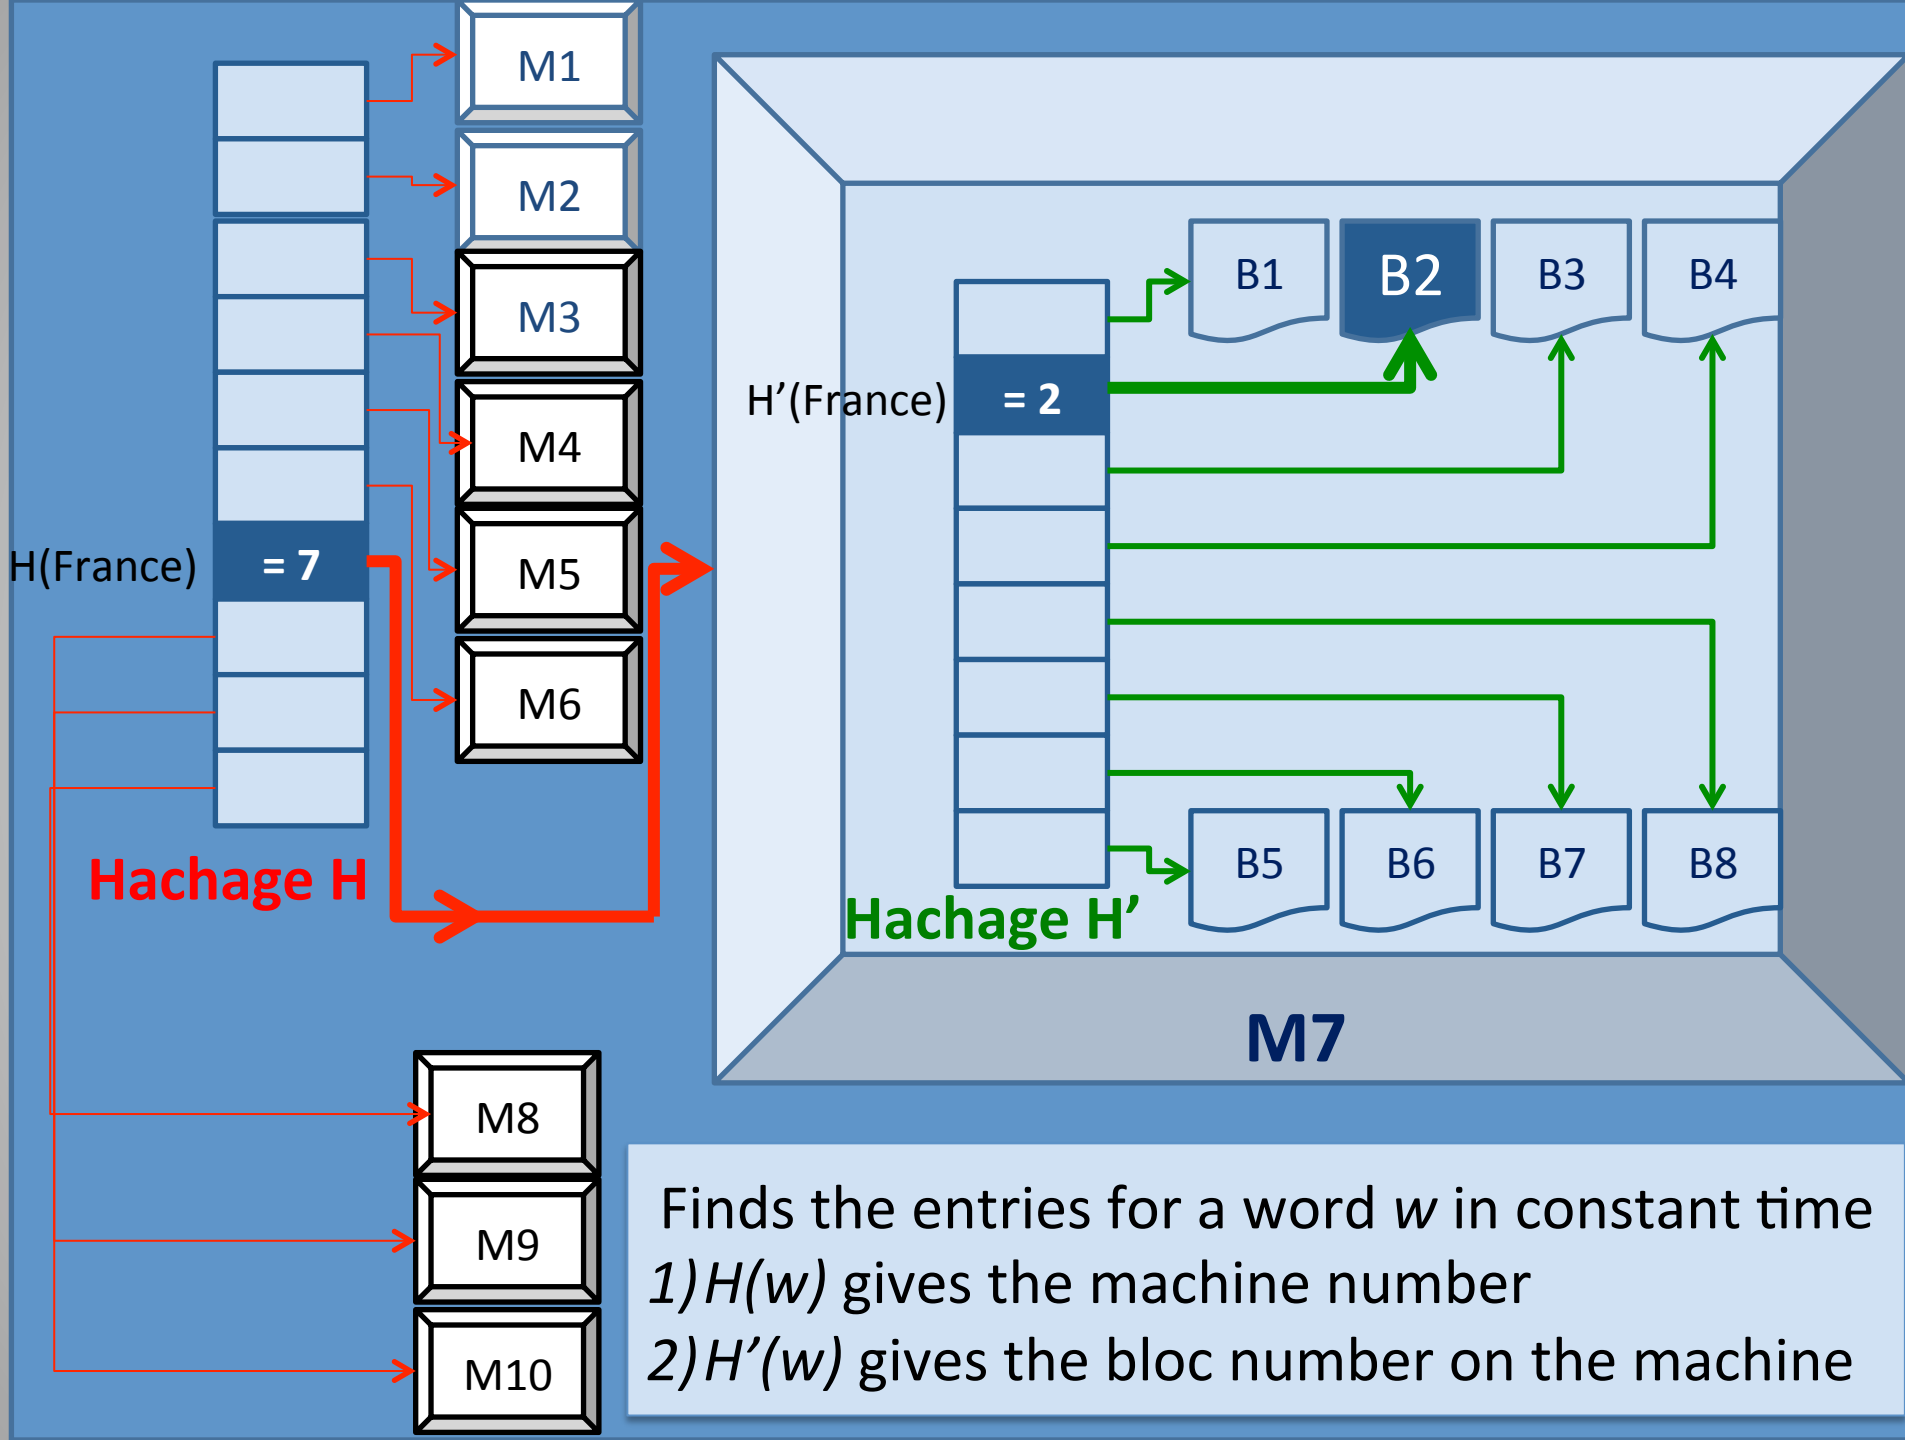 M1
M2
M3
M4
M5
M6
H(France)
= 7
Hachage H
M8
M9
M10
B1
B2
B3
B4
H’(France)
= 2
B5
B6
B7
B8
Hachage H’
M7
Finds the entries for a word w in constant time
1) H(w) gives the machine number
2) H’(w) gives the bloc number on the machine